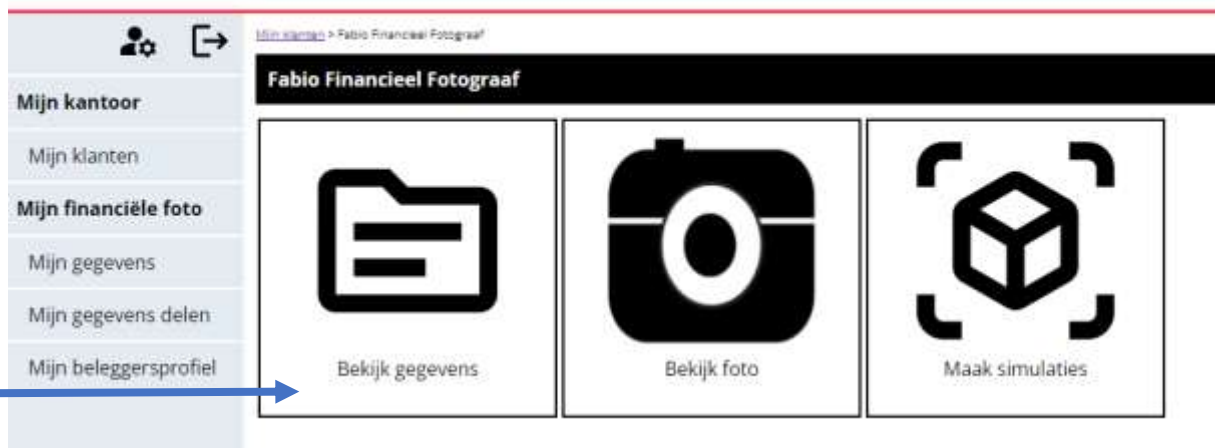 Mijn klanten > Fabio Financieel Fotograaf
Fabio Financieel Fotograaf
Mijn kantoor
Mijn klanten
Mijn financiële foto
Mijn gegevens
Mijn gegevens delen
Mijn beleggersprofiel
Bekijk gegevens
Bekijk foto
Maak simulaties